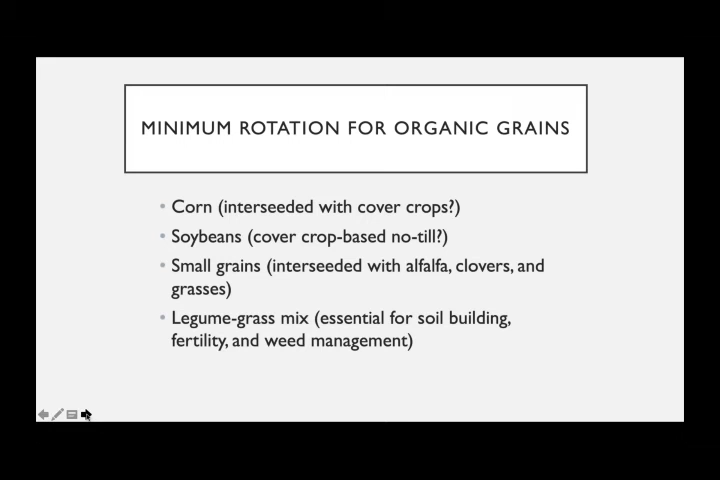 MINIMUM ROTATION FOR ORGANIC GRAINS
• Corn (interseeded with cover crops?)
• Soybeans (cover crop-based no-till?)
• Small grains (interseeded with alfalfa, clovers, and
grasses)
• Legume-grass mix (essential for soil building,
fertility, and weed management)